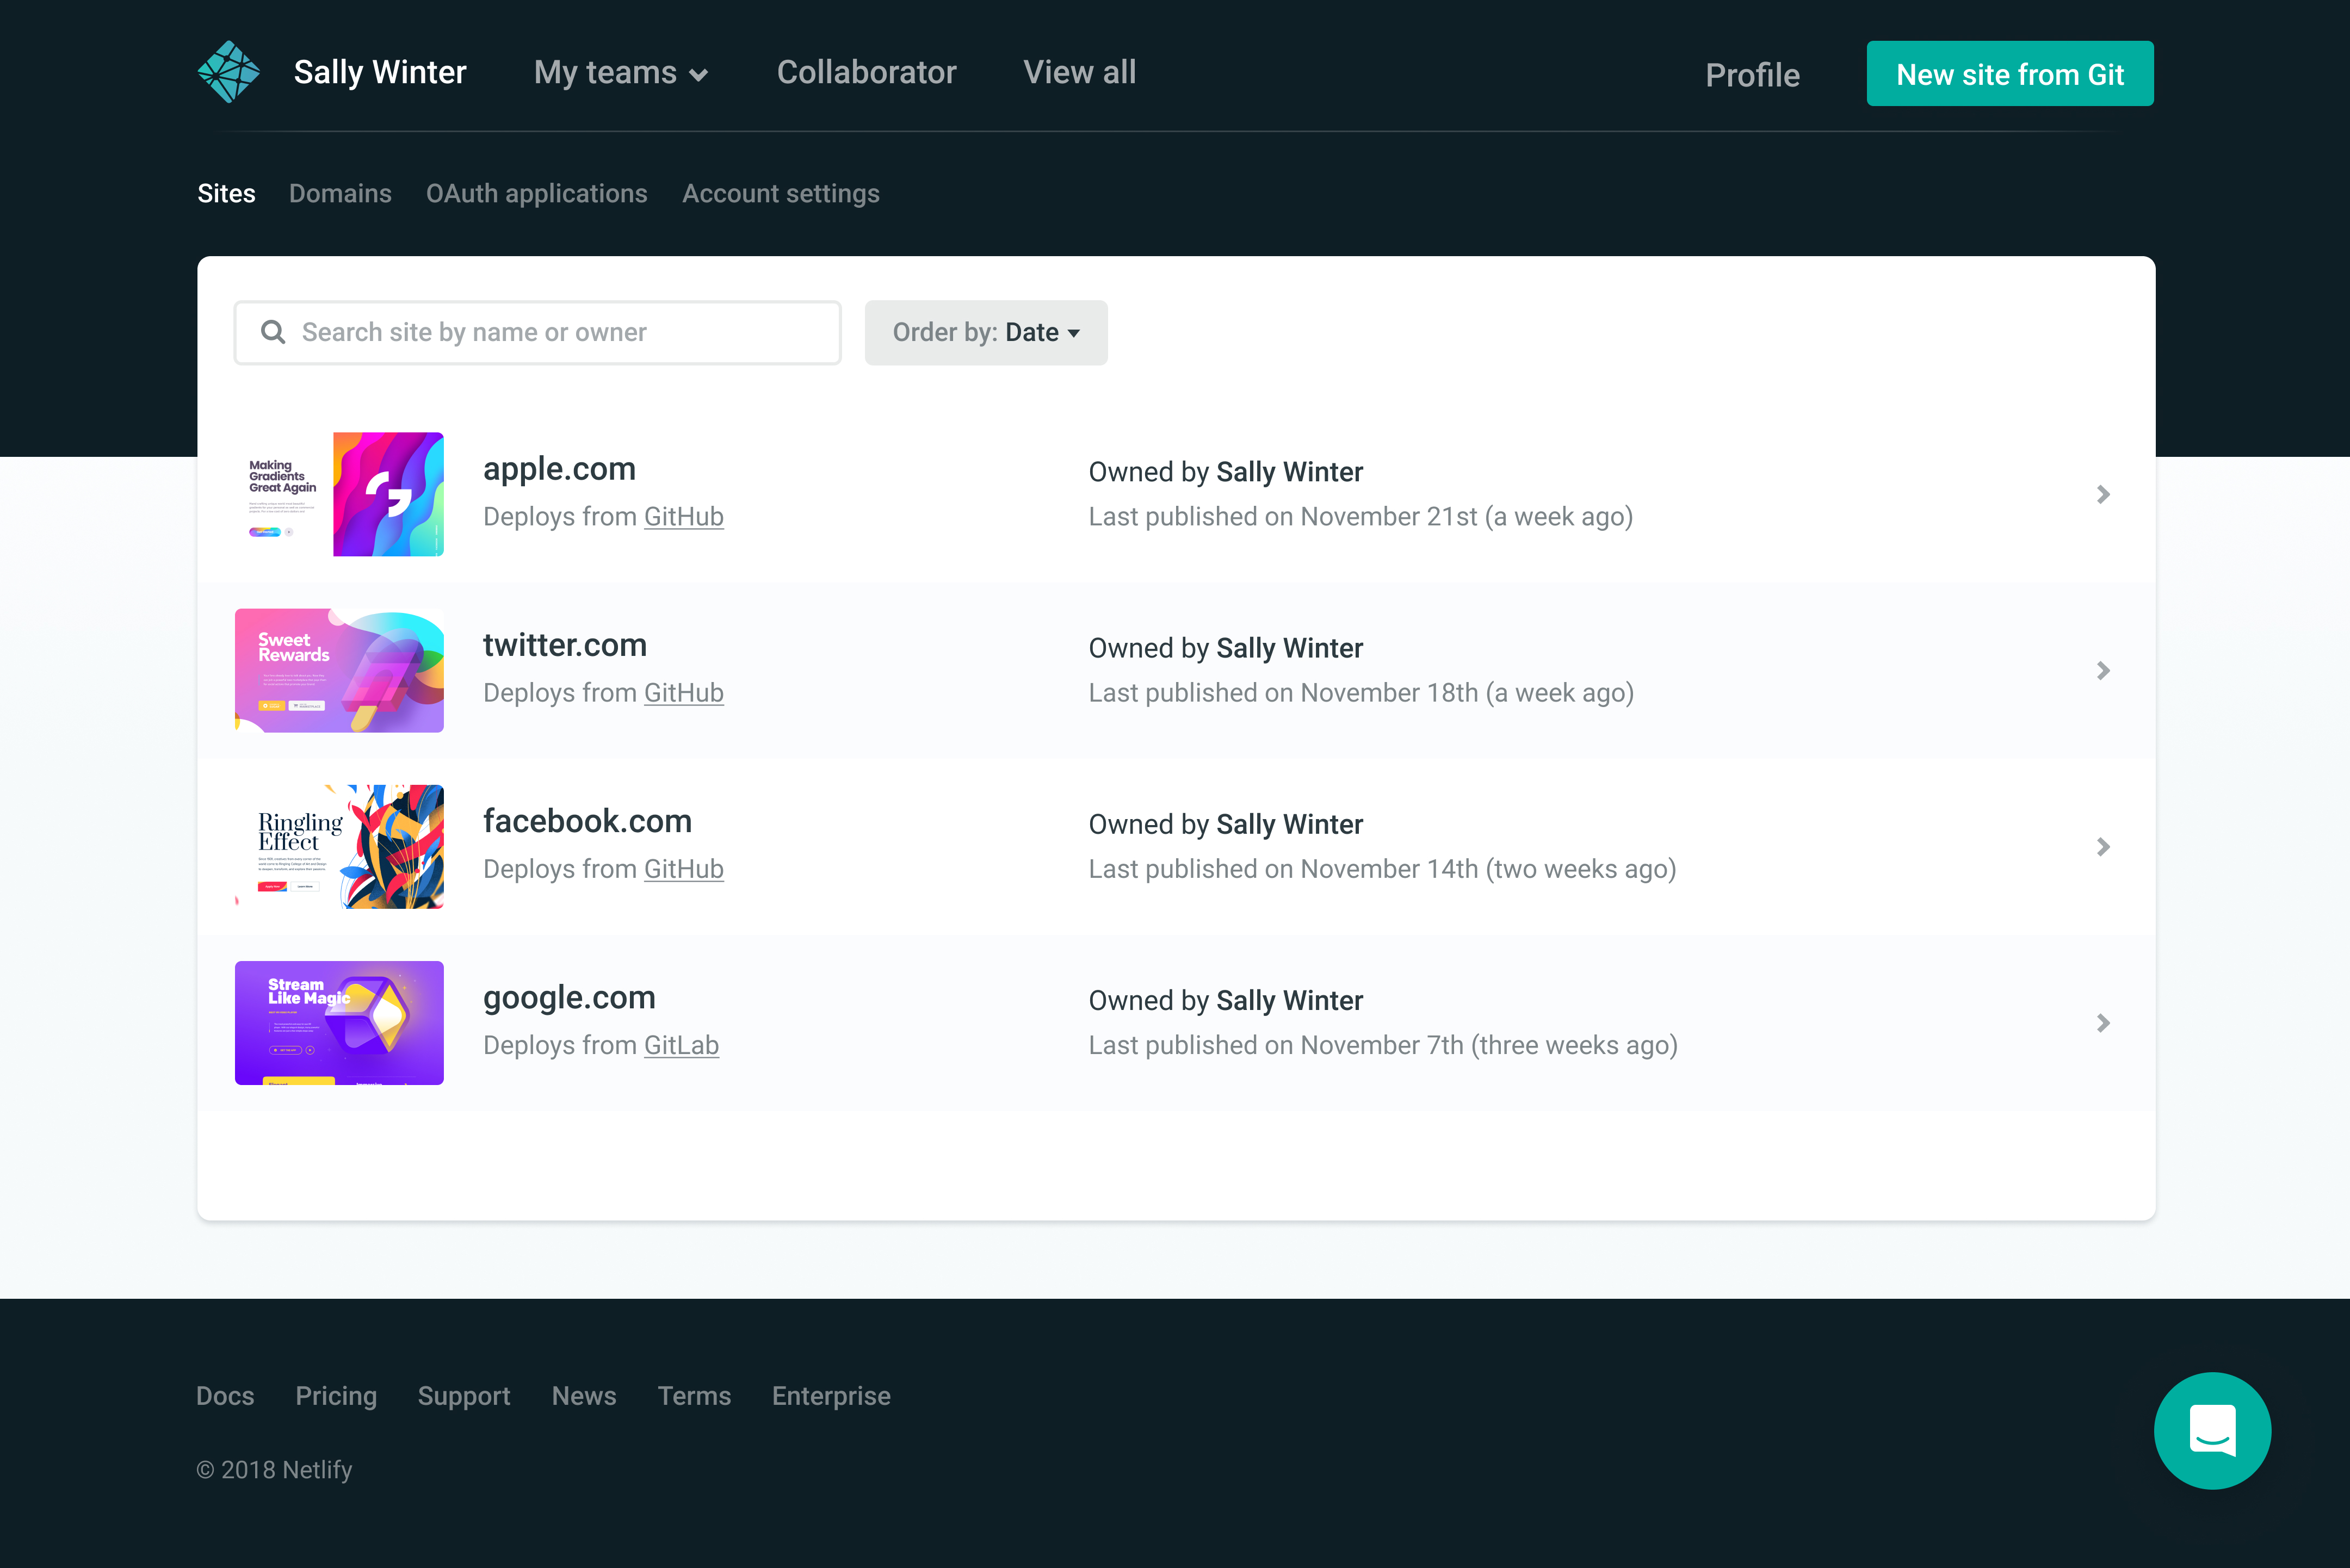 Sally Winter
My teams
Collaborator
View all
Profile
New site from Git
Sites
Domains
OAuth applications
Account settings
Search site by name or owner
Order by: Date
Making
Gradients
Great Again
apple.com
Deploys from GitHub
Owned by Sally Winter
Last published on November 21st (a week ago)
Sweet
Rewards
twitter.com
Deploys from GitHub
Owned by Sally Winter
Last published on November 18th (a week ago)
Ringling
Effect
facebook.com
Deploys from GitHub
Owned by Sally Winter
Last published on November 14th (two weeks ago)
Stream
Like Magic
google.com
Deploys from GitLab
Owned by Sally Winter
Last published on November 7th (three weeks ago)
Docs
Pricing
Support
News
Terms
Enterprise
© 2018 Netlify